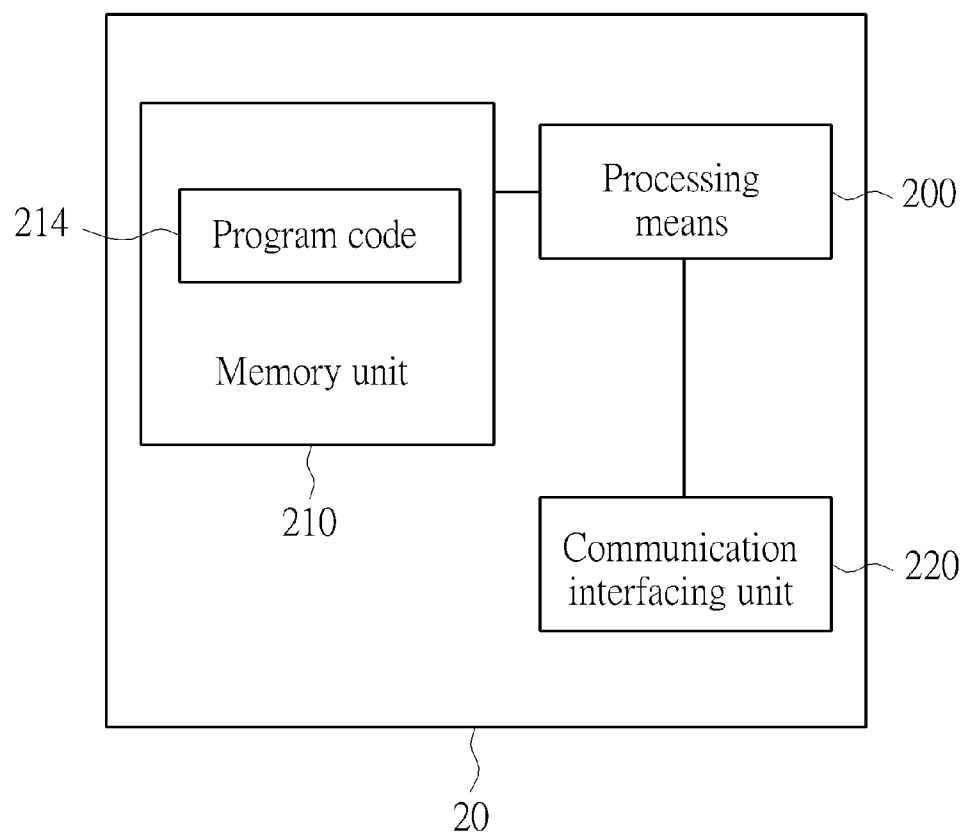 Processing
means
200
214
Program code
Memory unit
210
Communication
interfacing unit
220
20